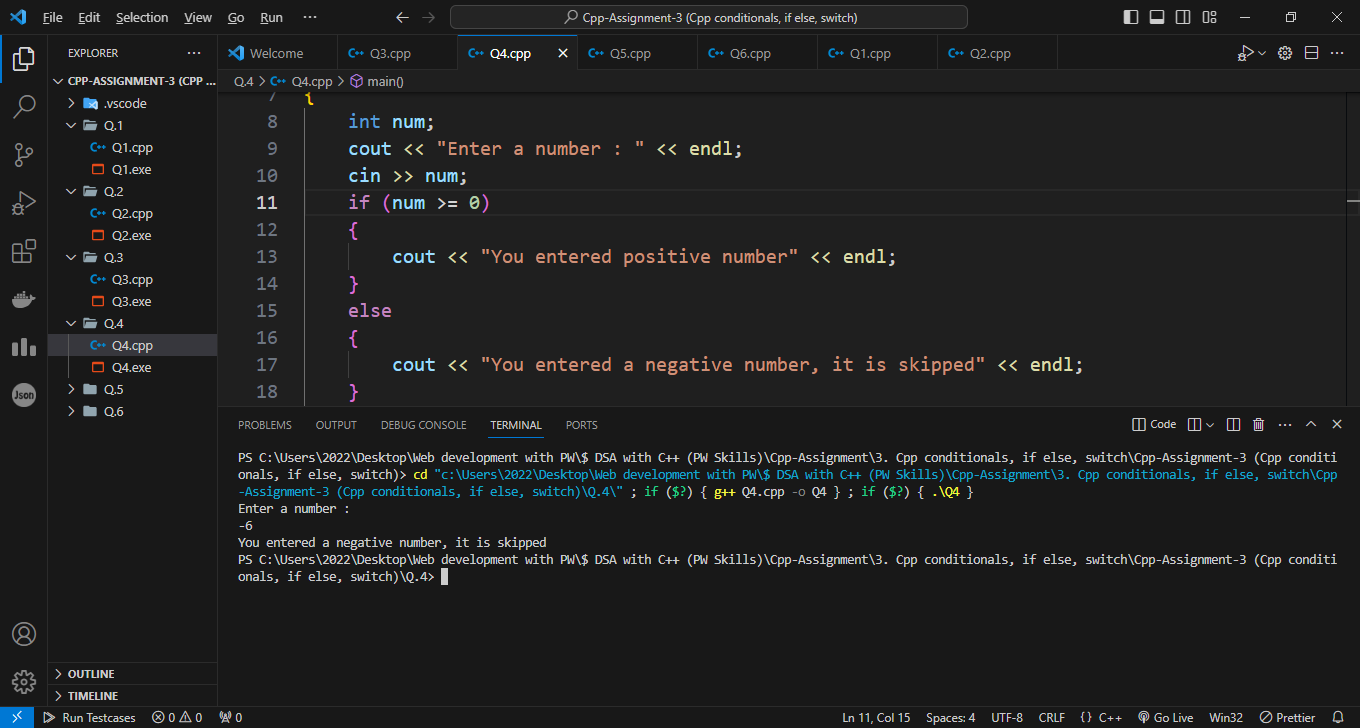 File Edit Selection View Go Run ··· Cpp-Assignment-3 (Cpp conditionals, if else, switch)
EXPLORER ···
Welcome Q3.cpp Q4.cpp Q5.cpp Q6.cpp Q1.cpp Q2.cpp
CPP-ASSIGNMENT-3 (CPP ...
.vscode
Q.1
Q1.cpp
Q1.exe
Q.2
Q2.cpp
Q2.exe
Q.3
Q3.cpp
Q3.exe
Q.4
Q4.cpp
Q4.exe
Q.5
Q.6
OUTLINE
TIMELINE
Json
Q.4 > Q4.cpp > main()
7 {
8 int num;
9 cout << "Enter a number : " << endl;
10 cin >> num;
11 if (num >= 0)
12 {
13 cout << "You entered positive number" << endl;
14 }
15 else
16 {
17 cout << "You entered a negative number, it is skipped" << endl;
18 }
PROBLEMS OUTPUT DEBUG CONSOLE TERMINAL PORTS Code
PS C:\Users\2022\Desktop\Web development with PW\$ DSA with C++ (PW Skills)\Cpp-Assignment\3. Cpp conditionals, if else, switch\Cpp-Assignment-3 (Cpp conditi
onals, if else, switch)> cd "c:\Users\2022\Desktop\Web development with PW\$ DSA with C++ (PW Skills)\Cpp-Assignment\3. Cpp conditionals, if else, switch\Cpp
-Assignment-3 (Cpp conditionals, if else, switch)\Q.4\" ; if ($?) { g++ Q4.cpp -o Q4 } ; if ($?) { .\Q4 }
Enter a number :
-6
You entered a negative number, it is skipped
PS C:\Users\2022\Desktop\Web development with PW\$ DSA with C++ (PW Skills)\Cpp-Assignment\3. Cpp conditionals, if else, switch\Cpp-Assignment-3 (Cpp conditi
onals, if else, switch)\Q.4>
Run Testcases 0 0 0 Ln 11, Col 15 Spaces: 4 UTF-8 CRLF {} C++ Go Live Win32 Prettier